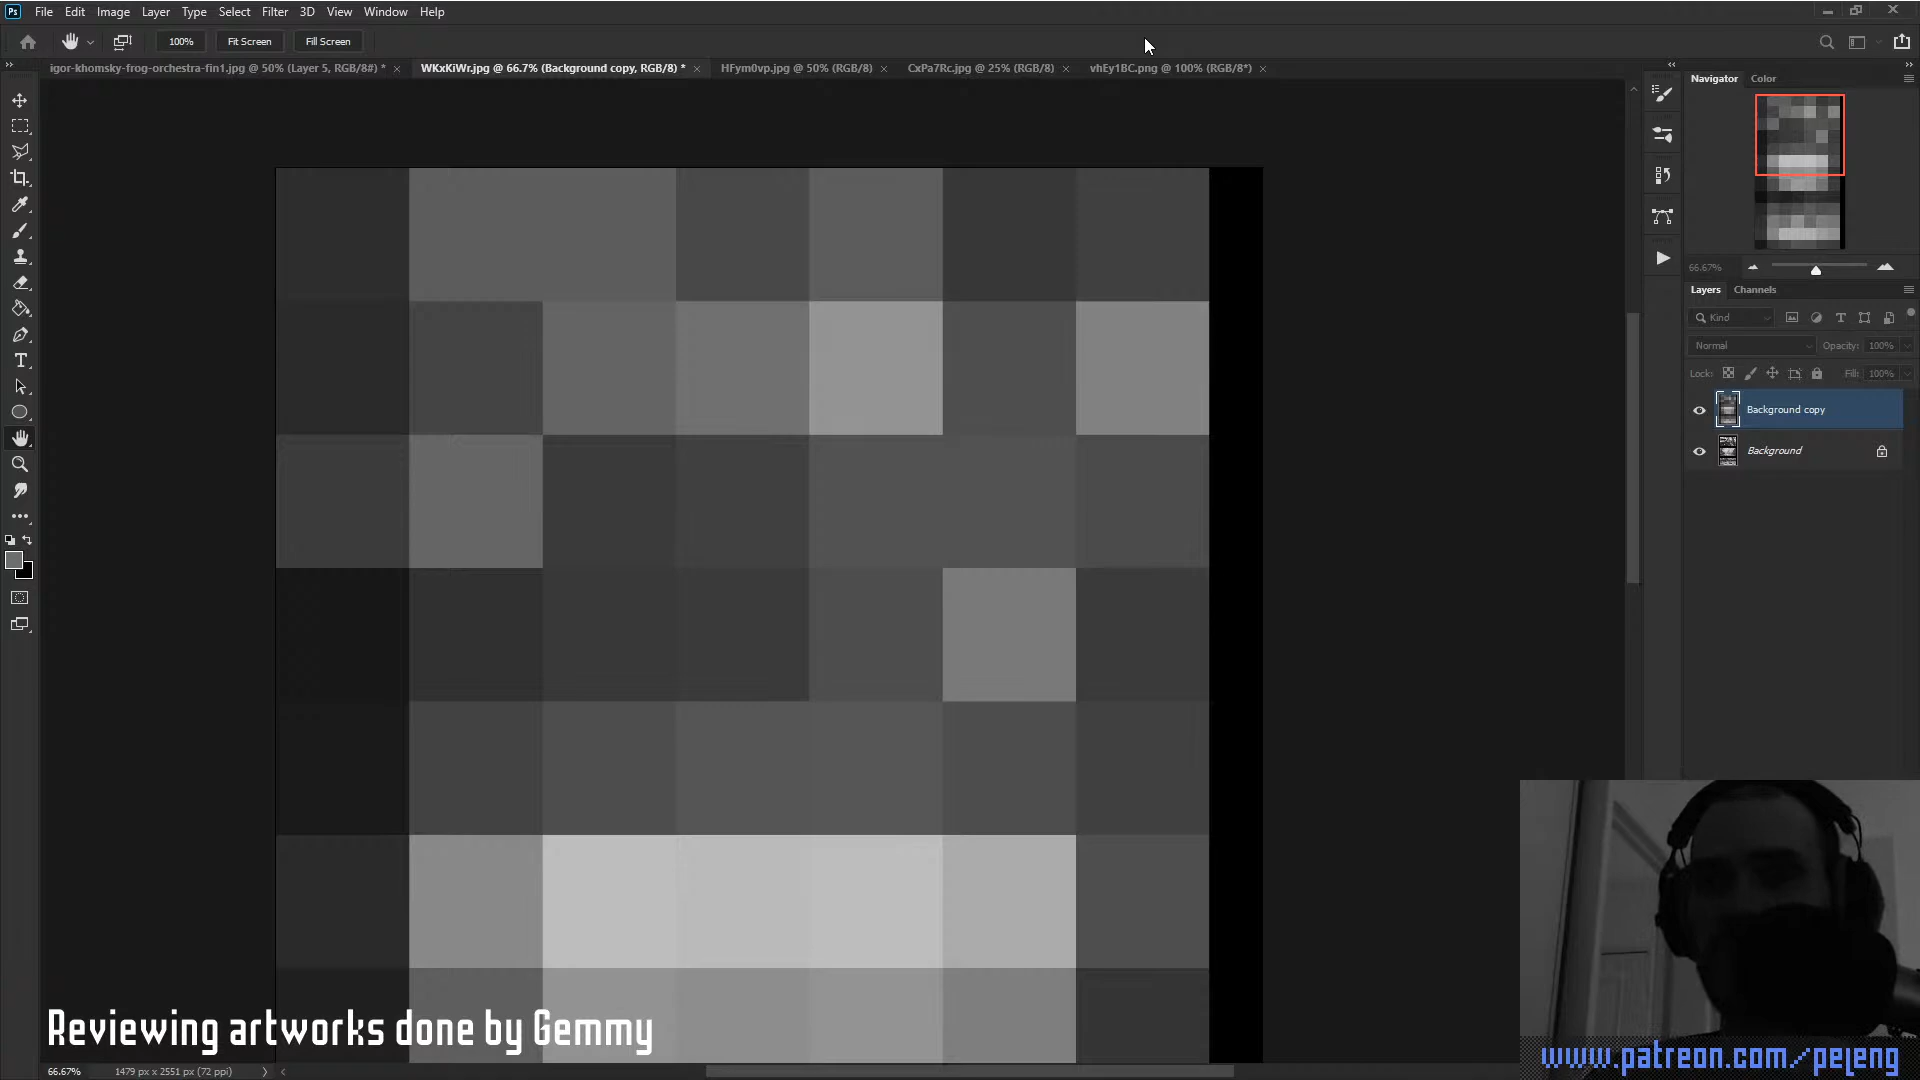 Ps File Edit Image Layer Type Select Filter 3D View Window Help
100% Fit Screen Fill Screen
igor-khomsky-frog-orchestra-fin1.jpg @ 50% (Layer 5, RGB/8#) * WKxKiWr.jpg @ 66.7% (Background copy, RGB/8) * HFym0vp.jpg @ 50% (RGB/8) CxPa7Rc.jpg @ 25% (RGB/8) vhEy1BC.png @ 100% (RGB/8*)
Navigator Color
66.67%
Layers Channels
Kind
Normal Opacity: 100%
Lock: Fill: 100%
Background copy
Background
Reviewing artworks done by Gemmy
www.patreon.com/peleng
66.67% 1479 px x 2551 px (72 ppi)